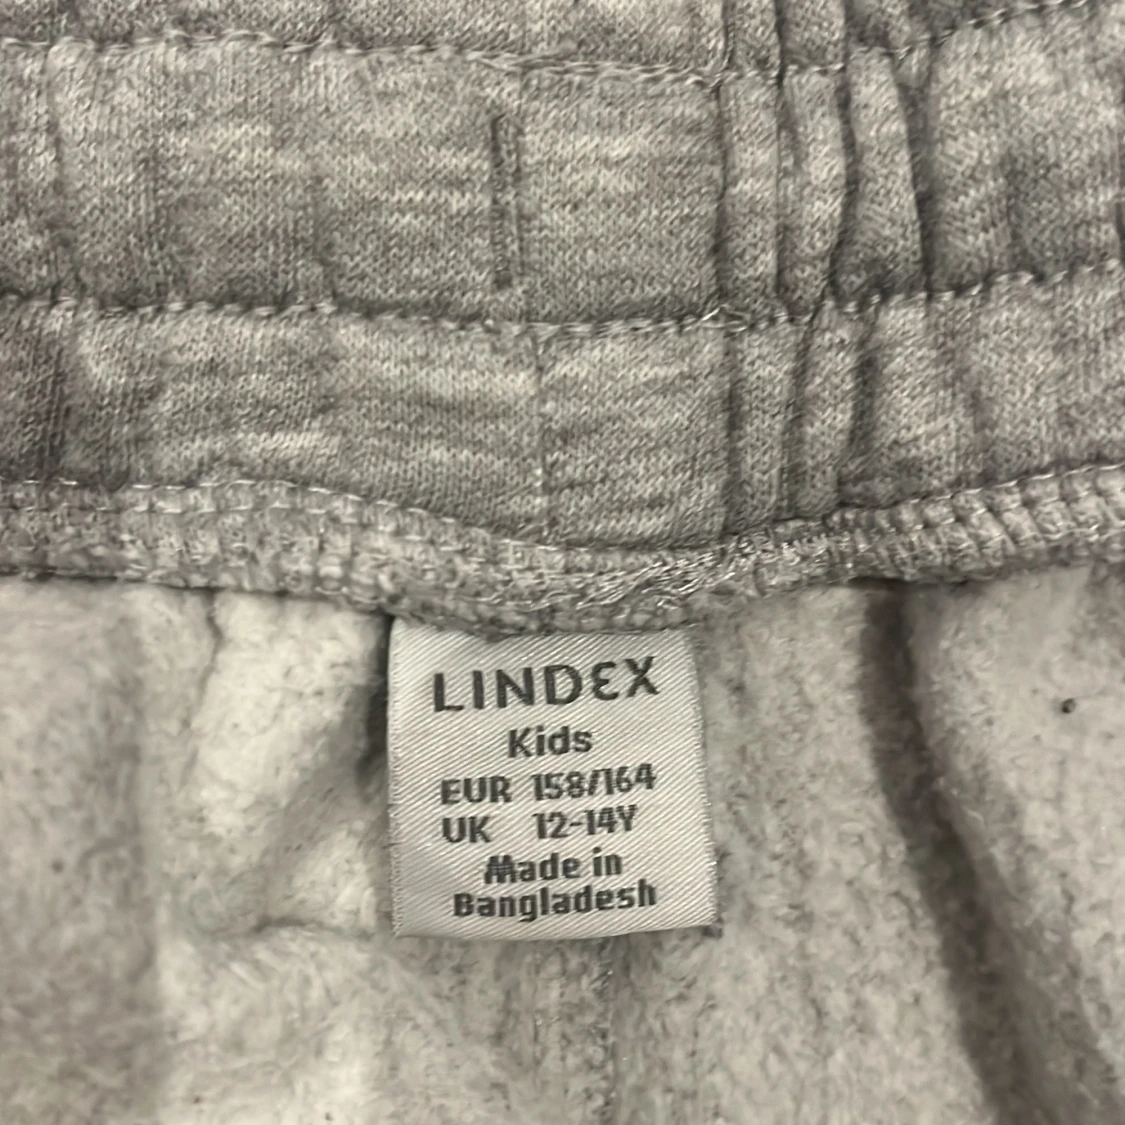 LINDEX
Kids
EUR 158/164
UK 12-14Y
Made in
Bangladesh